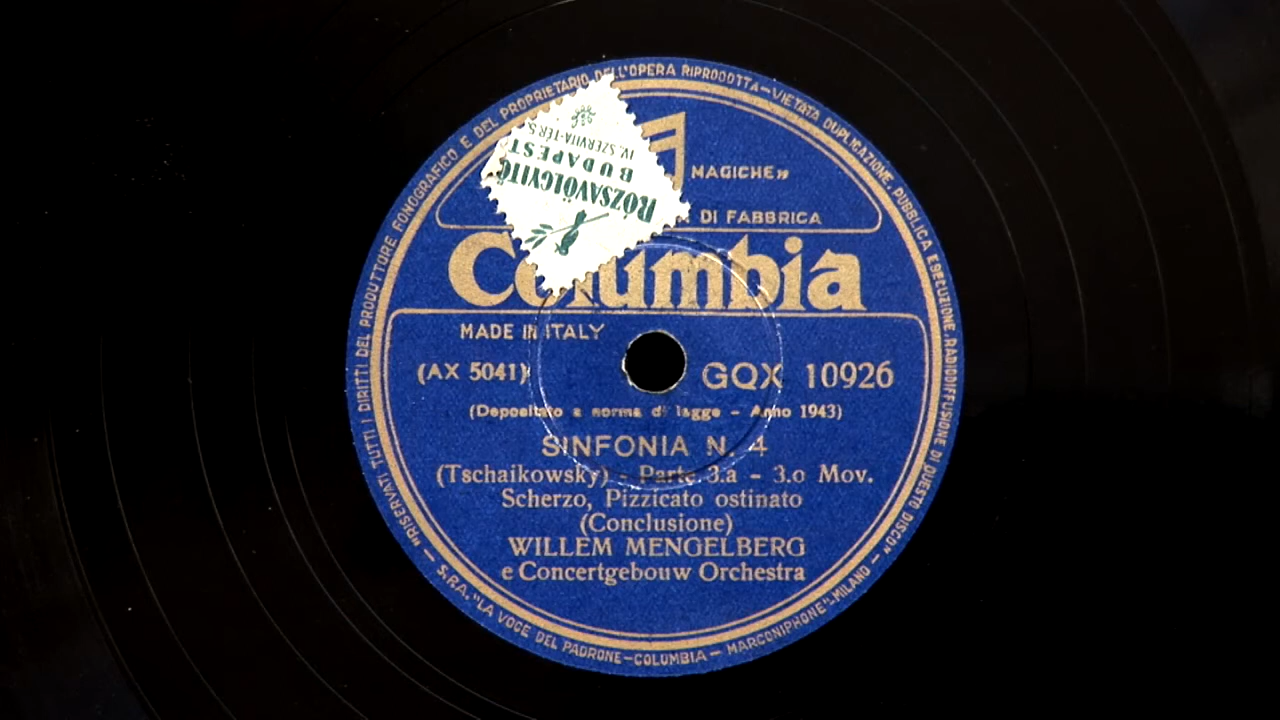 "RISERVATI TUTTI I DIRITTI DEL PRODUTTORE FONOGRAFICO E DEL PROPRIETARIO DELL'OPERA RIPRODOTTA—VIETATA DUPLICAZIONE, PUBBLICA ESECUZIONE, RADIODIFFUSIONE DI QUESTO DISCO"
RÓZSAVÖLGYITŐL
BUDAPEST
IV. SZERVITA-TÉR 5.
MAGICHE"
DI FABBRICA
Columbia
MADE IN ITALY
(AX 5041)
GQX 10926
(Depositato a norma di legge - Anno 1943)
SINFONIA N. 4
(Tschaikowsky) - Parte 3.a - 3.o Mov.
Scherzo, Pizzicato ostinato
(Conclusione)
WILLEM MENGELBERG
e Concertgebouw Orchestra
— S.P.A. "LA VOCE DEL PADRONE—COLUMBIA — MARCONIPHONE"—MILANO —